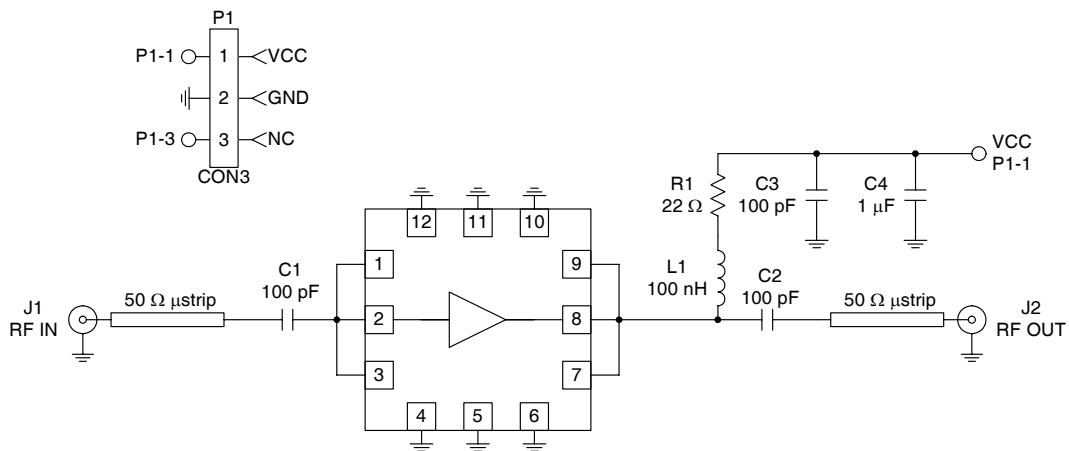 P1
P1-1 1 VCC
2 GND
P1-3 3 NC
CON3
VCC
P1-1
R1
22 Ω
C3
100 pF
C4
1 µF
12 11 10
1
9
C1
100 pF
L1
100 nH
C2
100 pF
J1
RF IN
50 Ω µstrip
2
8
50 Ω µstrip
J2
RF OUT
3
7
4 5 6